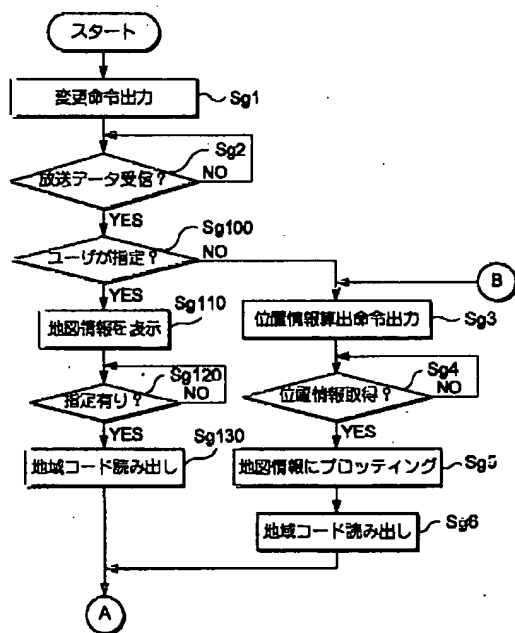 スタート
変更命令出力
Sg1
放送データ受信?
Sg2
NO
YES
ユーザが指定?
Sg100
NO
YES
B
地図情報を表示
Sg110
位置情報算出命令出力
Sg3
指定有り?
Sg120
NO
位置情報取得?
Sg4
NO
YES
YES
地域コード読み出し
Sg130
地図情報にプロッティング
Sg5
地域コード読み出し
Sg6
A